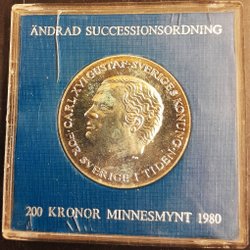 ÄNDRAD SUCCESSIONSORDNING
CARL XVI GUSTAF · SVERIGES KONUNG
FÖR SVERIGE I TIDEN
200 KRONOR MINNESMYNT 1980